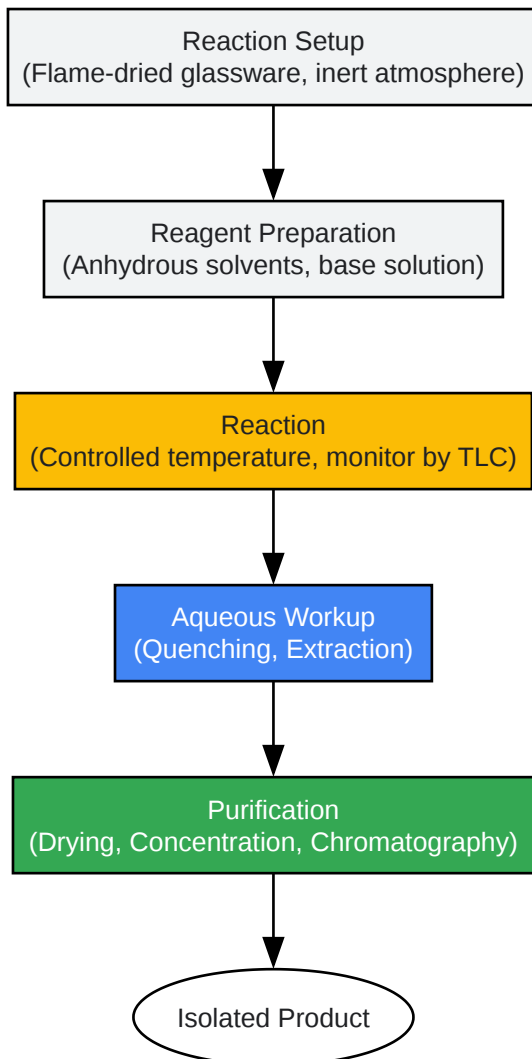 Reaction Setup
(Flame-dried glassware, inert atmosphere)
Reagent Preparation
(Anhydrous solvents, base solution)
Reaction
(Controlled temperature, monitor by TLC)
Aqueous Workup
(Quenching, Extraction)
Purification
(Drying, Concentration, Chromatography)
Isolated Product